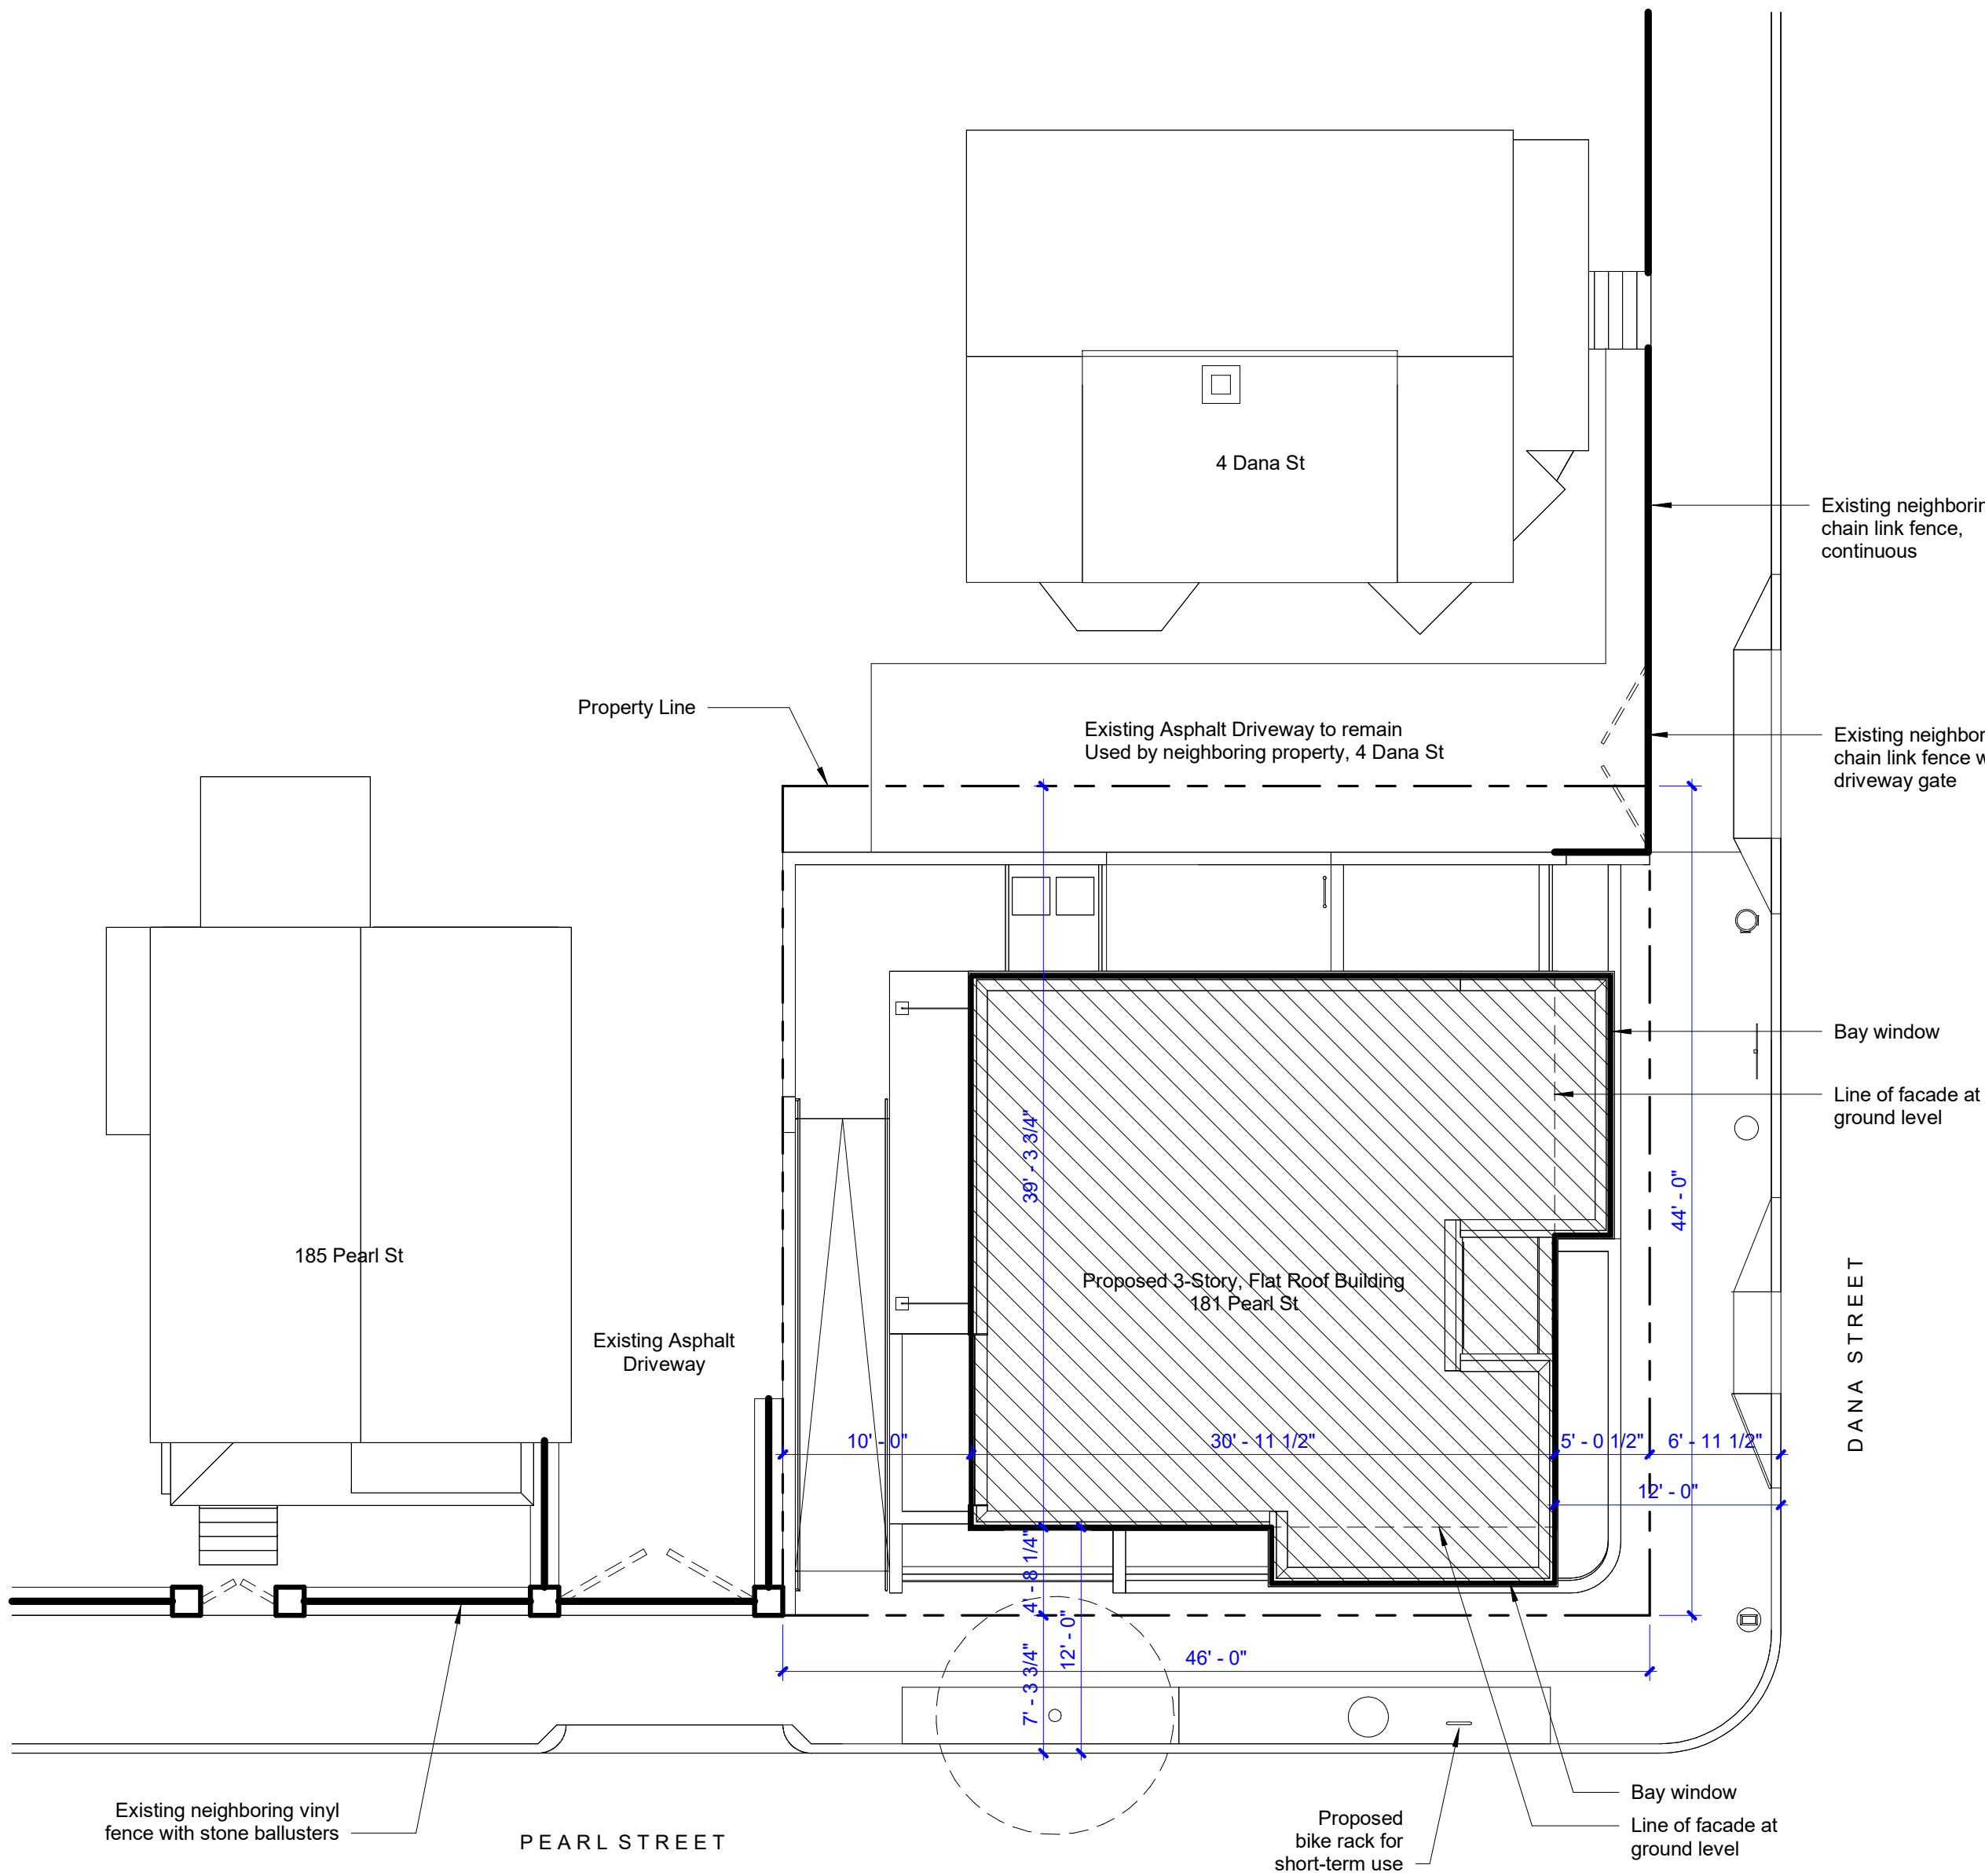 4 Dana St
Existing
chain link fence,
continuous
Property Line
Existing Asphalt Driveway to remain
Used by neighboring property, 4 Dana St
Existing
chain link fence
driveway gate
Bay window
Line of facade at
ground level
39' - 3 3/4"
44' - 0"
185 Pearl St
Proposed 3-Story, Flat Roof Building
181 Pearl St
Existing Asphalt
Driveway
DANA STREET
10' - 0"
30' - 11 1/2"
5' - 0 1/2"
6' - 11 1/2"
12' - 0"
4' - 8 1/4"
12' - 0"
7' - 3 3/4"
46' - 0"
Existing neighboring vinyl
fence with stone ballusters
PEARL STREET
Proposed
bike rack for
short-term use
Bay window
Line of facade at
ground level